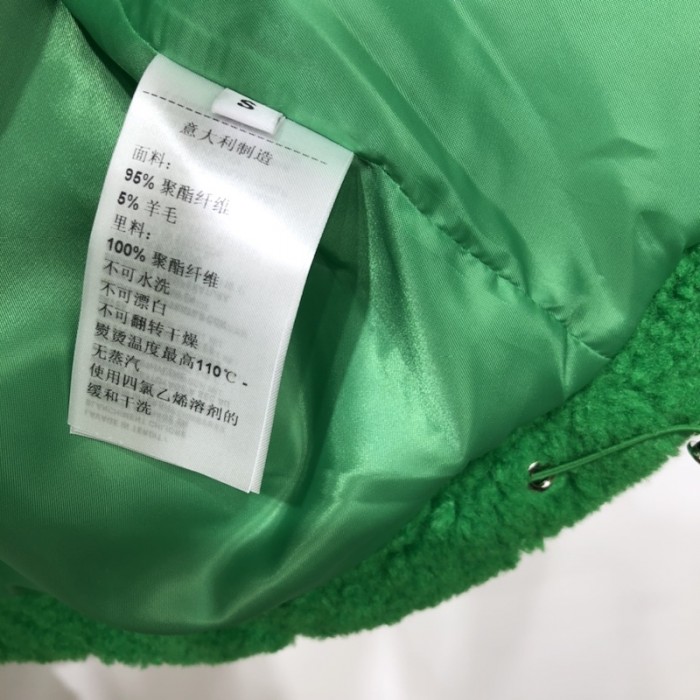 S
意大利制造
面料：
95% 聚酯纤维
5% 羊毛
里料：
100% 聚酯纤维
不可水洗
不可漂白
不可翻转干燥
熨烫温度最高110℃ -
无蒸汽
使用四氯乙烯溶剂的
缓和干洗